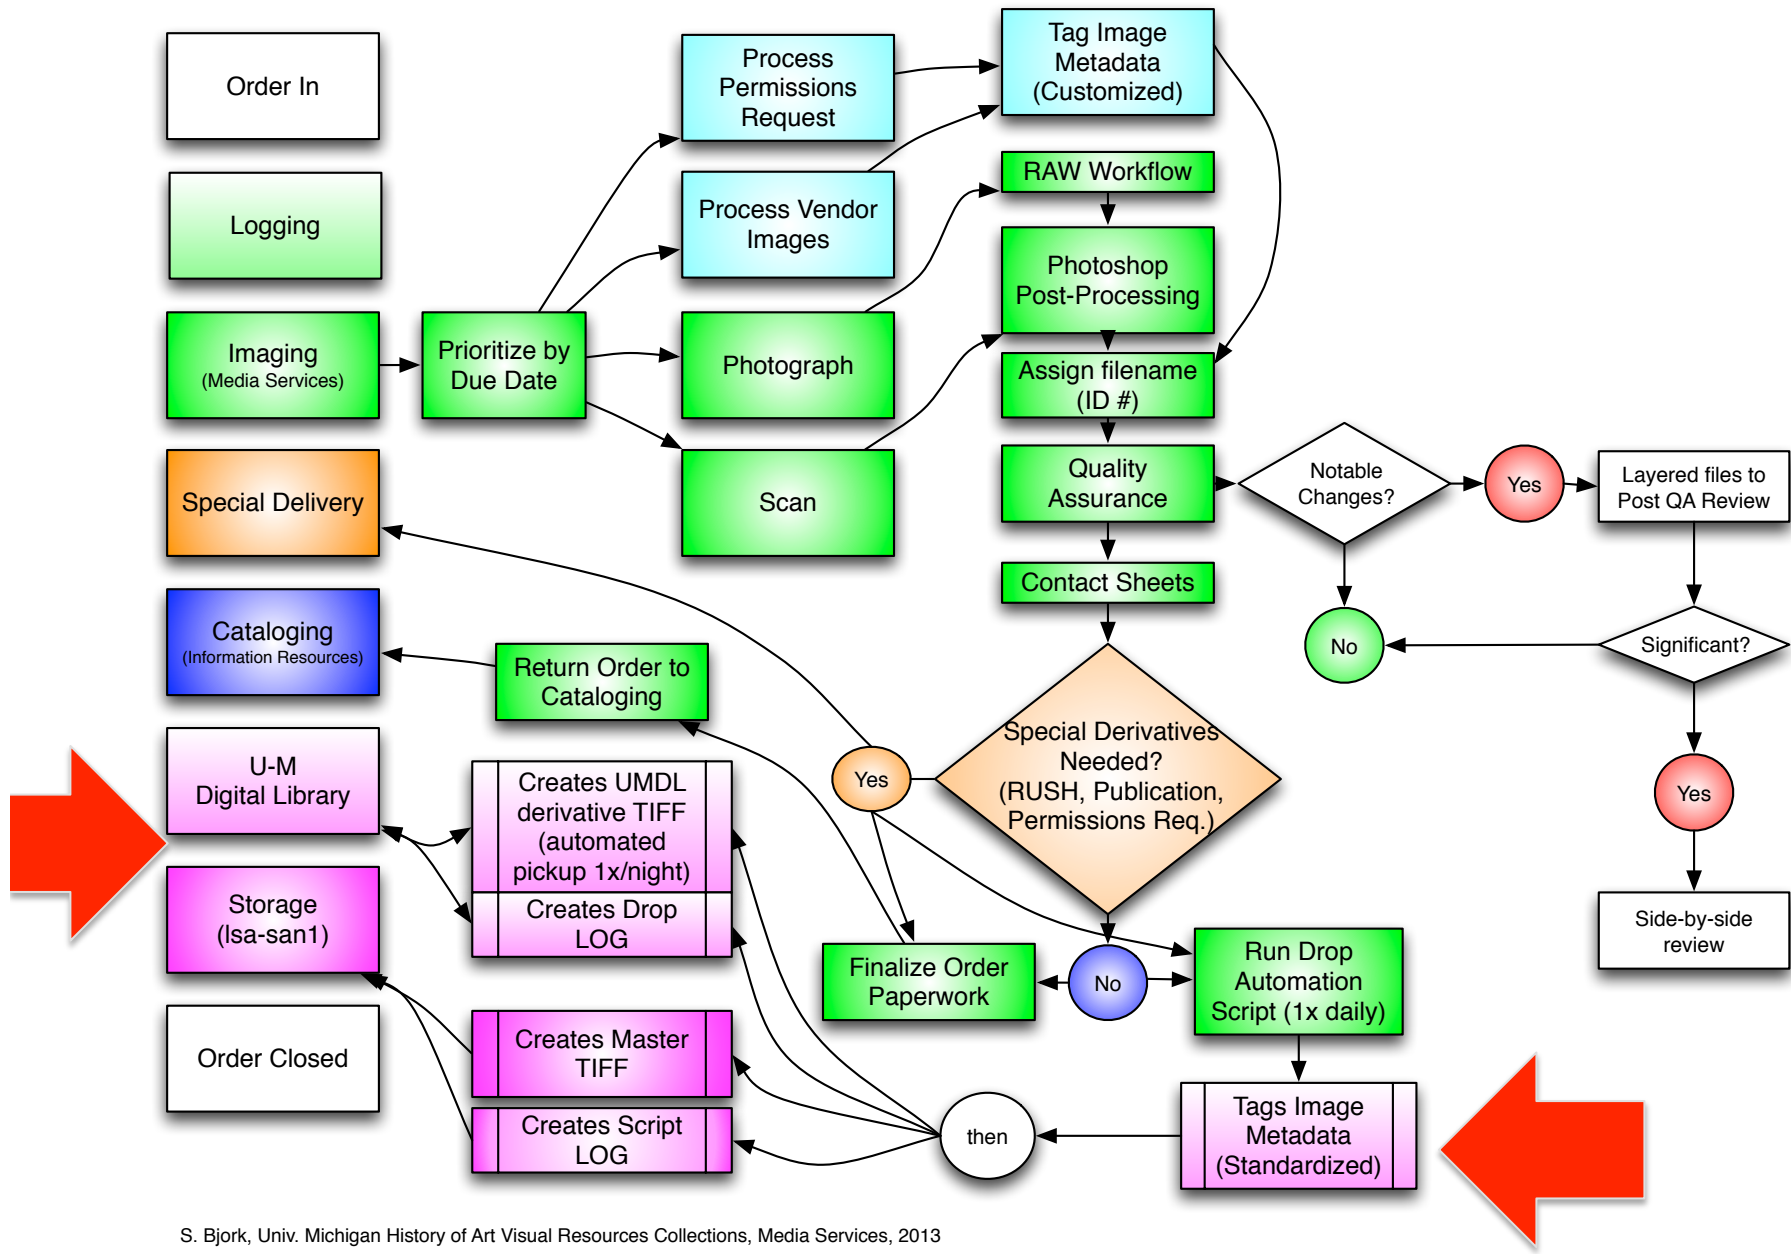 Order In
Logging
Imaging
(Media Services)
Special Delivery
Cataloging
(Information Resources)
U-M
Digital Library
Storage
(lsa-san1)
Order Closed
Prioritize by
Due Date
Process
Permissions
Request
Process Vendor
Images
Photograph
Scan
Tag Image
Metadata
(Customized)
RAW Workflow
Photoshop
Post-Processing
Assign filename
(ID #)
Quality
Assurance
Contact Sheets
Notable
Changes?
Yes
Layered files to
Post QA Review
No
Significant?
Yes
Side-by-side
review
Special Derivatives
Needed?
(RUSH, Publication,
Permissions Req.)
Yes
No
Return Order to
Cataloging
Finalize Order
Paperwork
Run Drop
Automation
Script (1x daily)
Tags Image
Metadata
(Standardized)
then
Creates UMDL
derivative TIFF
(automated
pickup 1x/night)
Creates Drop
LOG
Creates Master
TIFF
Creates Script
LOG
S. Bjork, Univ. Michigan History of Art Visual Resources Collections, Media Services, 2013